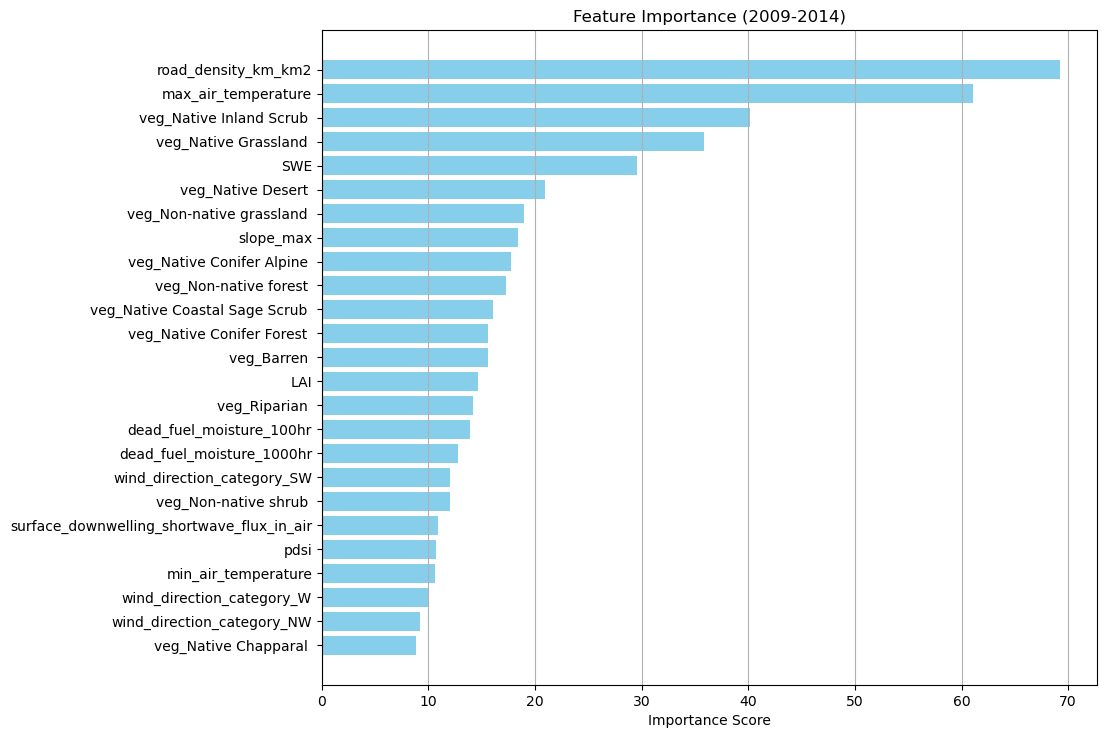 Feature Importance (2009-2014)
road_density_km_km2
max_air_temperature
veg_Native Inland Scrub
veg_Native Grassland
SWE
veg_Native Desert
veg_Non-native grassland
slope_max
veg_Native Conifer Alpine
veg_Non-native forest
veg_Native Coastal Sage Scrub
veg_Native Conifer Forest
veg_Barren
LAI
veg_Riparian
dead_fuel_moisture_100hr
dead_fuel_moisture_1000hr
wind_direction_category_SW
veg_Non-native shrub
surface_downwelling_shortwave_flux_in_air
pdsi
min_air_temperature
wind_direction_category_W
wind_direction_category_NW
veg_Native Chapparal
0 10 20 30 40 50 60 70
Importance Score